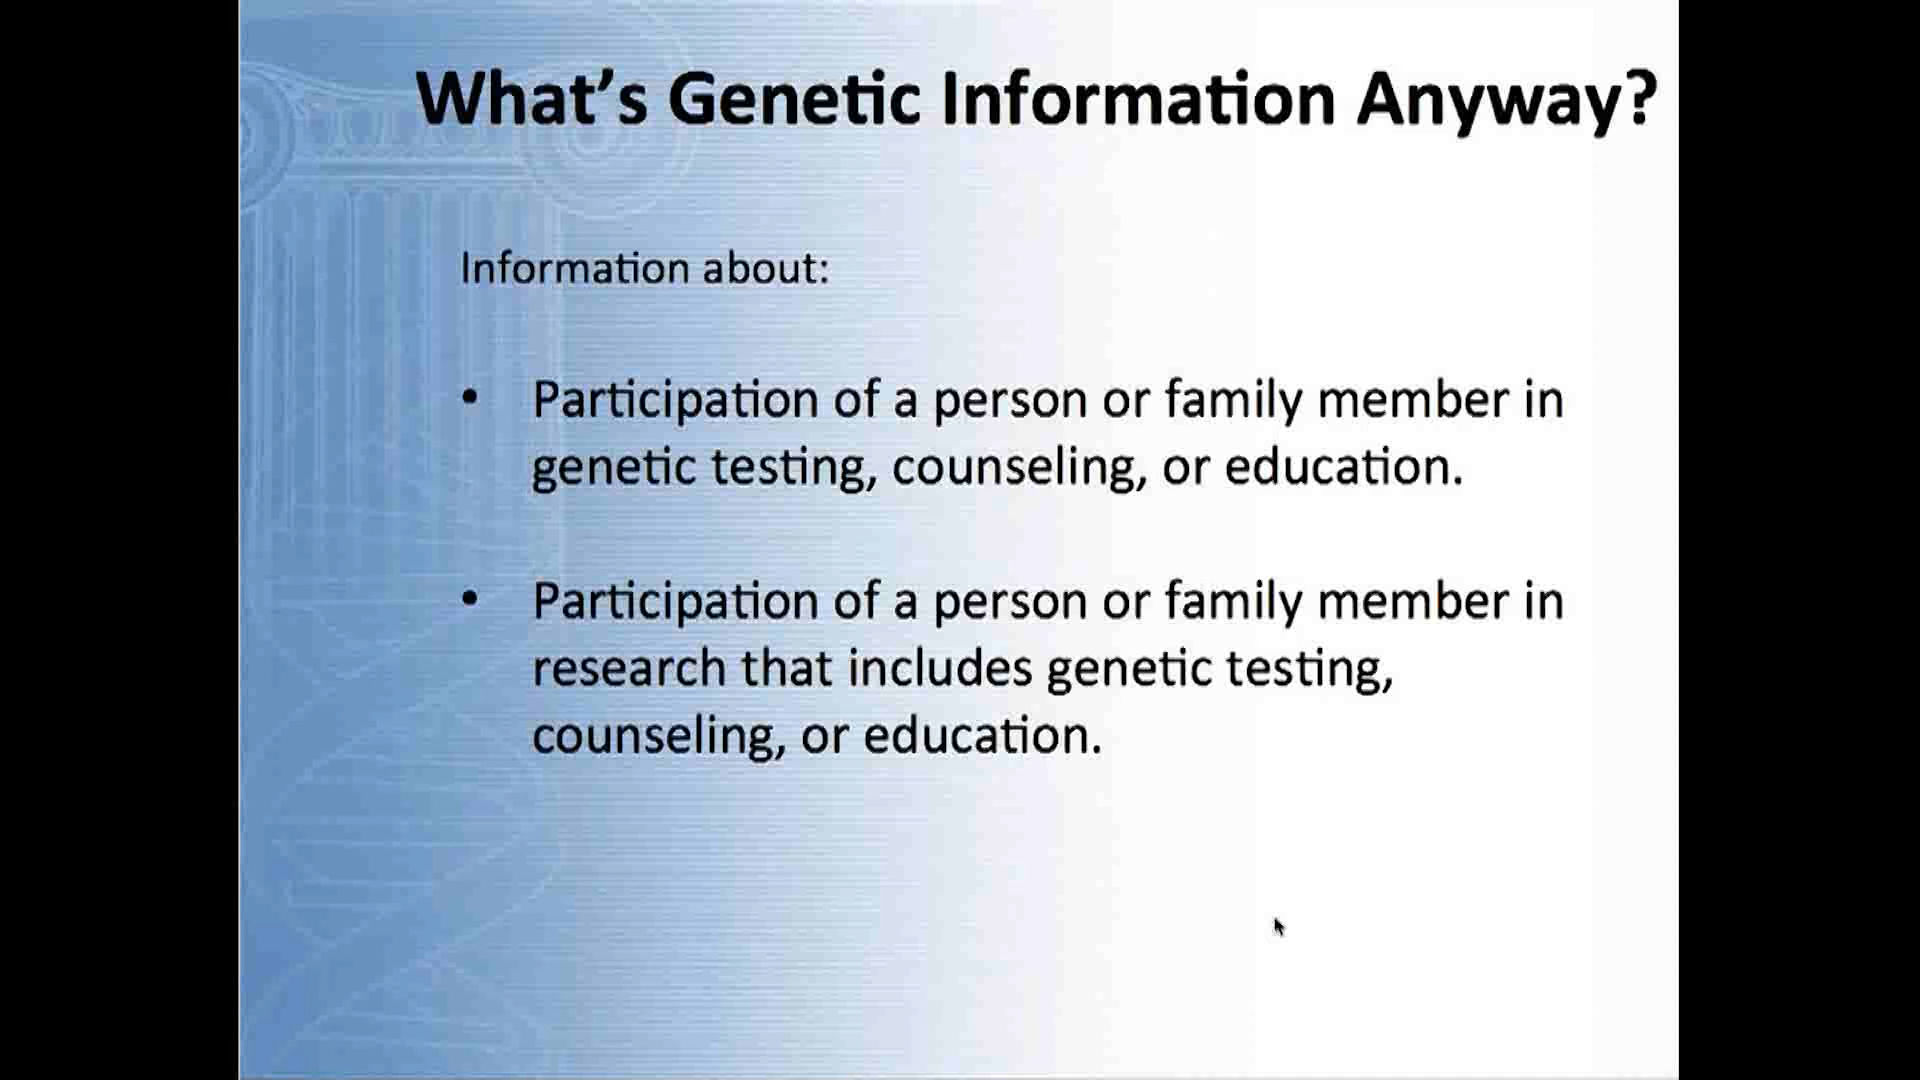 What’s Genetic Information Anyway?
Information about:
• Participation of a person or family member in
genetic testing, counseling, or education.
• Participation of a person or family member in
research that includes genetic testing,
counseling, or education.